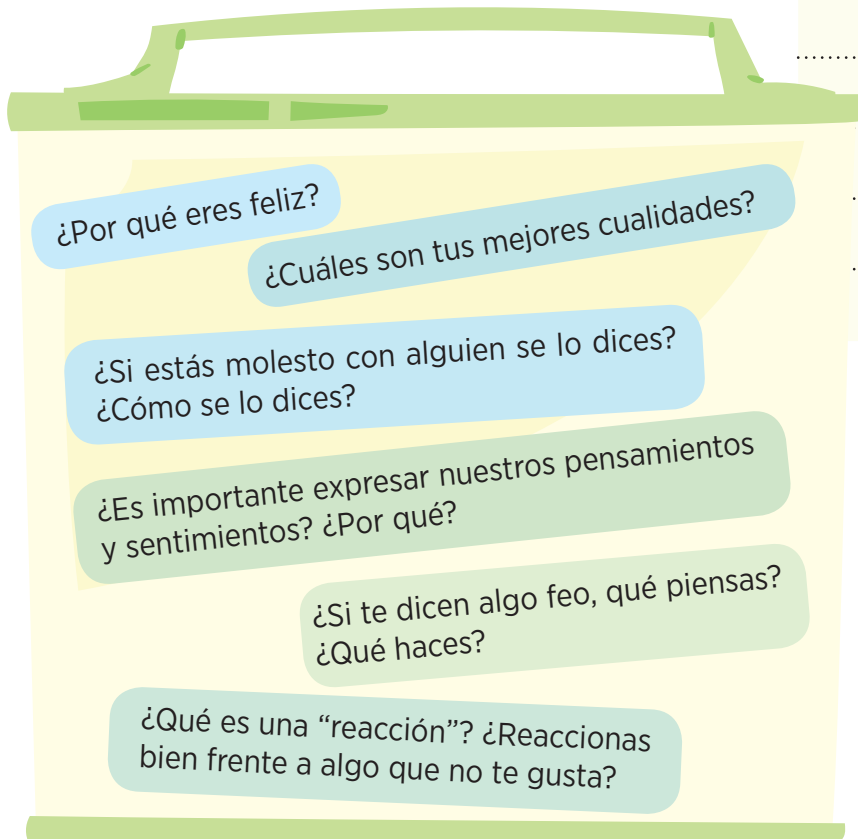 ¿Por qué eres feliz?
¿Cuáles son tus mejores cualidades?
¿Si estás molesto con alguien se lo dices?
¿Cómo se lo dices?
¿Es importante expresar nuestros pensamientos
y sentimientos? ¿Por qué?
¿Si te dicen algo feo, qué piensas?
¿Qué haces?
¿Qué es una “reacción”? ¿Reaccionas
bien frente a algo que no te gusta?